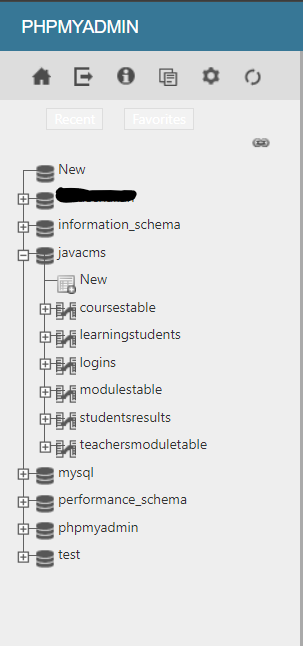 PHPMYADMIN
Recent Favorites
New
information_schema
javacms
New
coursestable
learningstudents
logins
modulestable
studentsresults
teachersmoduletable
mysql
performance_schema
phpmyadmin
test